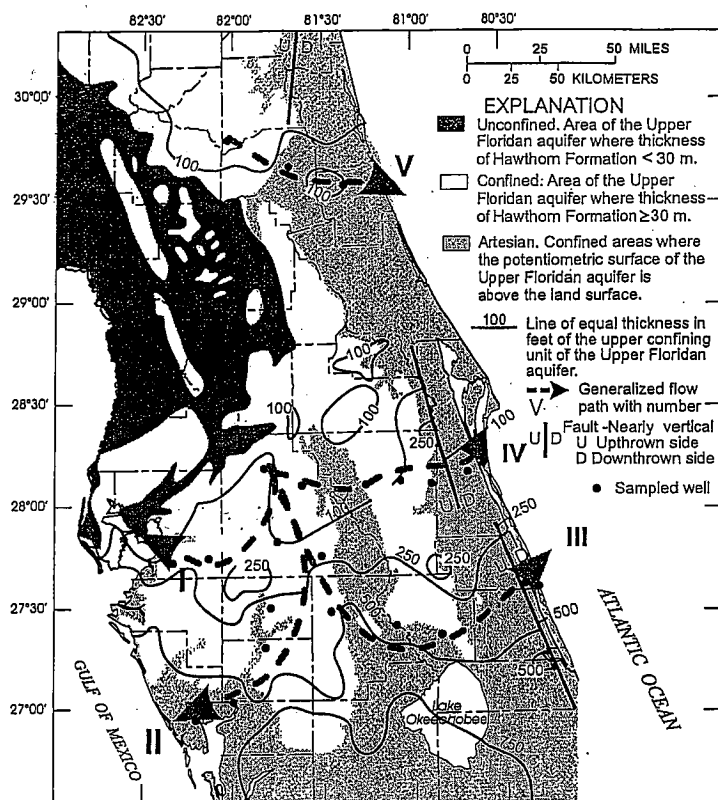 82°30' 82°00' 81°30' 81°00' 80°30'
0 25 50 MILES
0 25 50 KILOMETERS
30°00'
29°30'
29°00'
28°30'
28°00'
27°30'
27°00'
EXPLANATION
Unconfined. Area of the Upper
Floridan aquifer where thickness
of Hawthorn Formation < 30 m.
Confined: Area of the Upper
Floridan aquifer where thickness
of Hawthorn Formation ≥ 30 m.
Artesian. Confined areas where
the potentiometric surface of the
Upper Floridan aquifer is
above the land surface.
100 Line of equal thickness in
feet of the upper confining
unit of the Upper Floridan
aquifer.
V Generalized flow
path with number
U D Fault -Nearly vertical
U Upthrown side
D Downthrown side
Sampled well
U D
100
V
100
100
100
250
100
IV
U D
250
250
250
250
III
I
500
500
500
II
Lake
Okeechobee
GULF OF MEXICO
ATLANTIC OCEAN